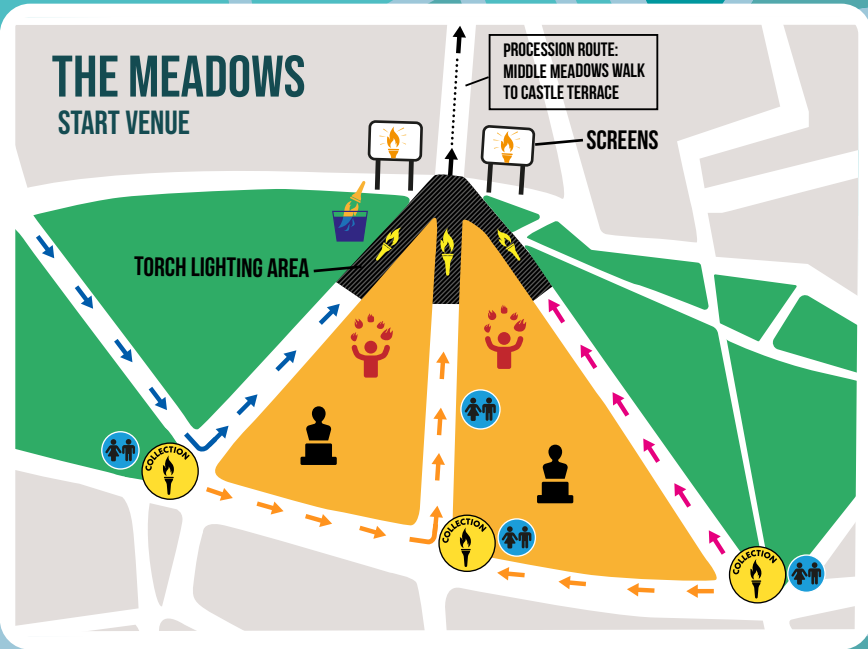 THE MEADOWS
START VENUE
PROCESSION ROUTE:
MIDDLE MEADOWS WALK
TO CASTLE TERRACE
SCREENS
TORCH LIGHTING AREA
COLLECTION
COLLECTION
COLLECTION